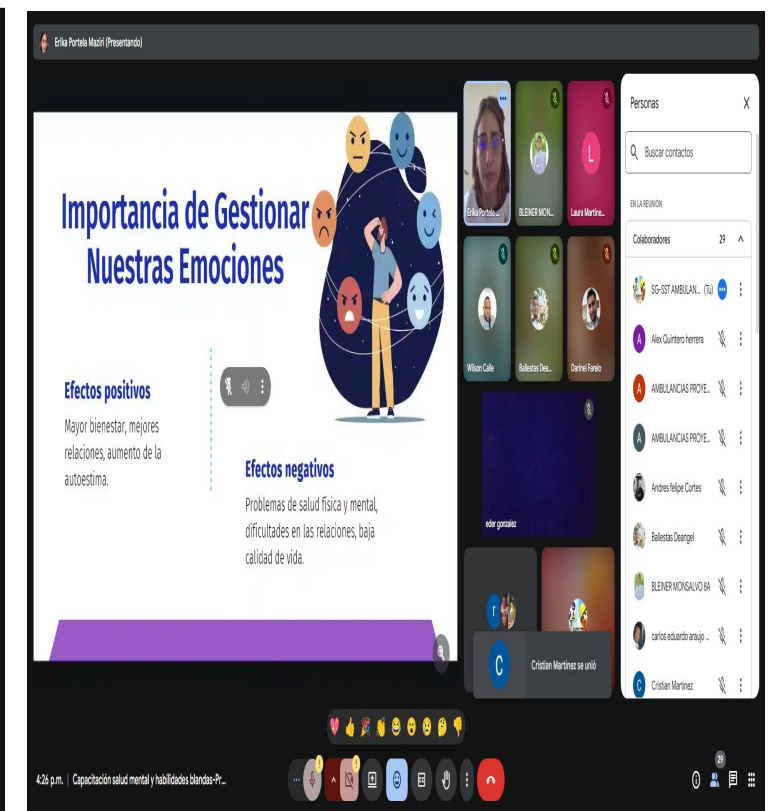 Erika Portela Maziri (Presentando)
Importancia de Gestionar
Nuestras Emociones
Efectos positivos
Mayor bienestar, mejores
relaciones, aumento de la
autoestima.
Efectos negativos
Problemas de salud física y mental,
dificultades en las relaciones, baja
calidad de vida.
Erika Portela ...
BLEINER MON...
Laura Martine...
L
Wilson Calle
Ballestas Dea...
Darinel Farelo
eder gonzalez
r
C
Cristian Martinez se unió
Personas
X
Buscar contactos
EN LA REUNIÓN
Colaboradores 29
SG-SST AMBULAN... (Tú)
A Alex Quintero herrera
A AMBULANCIAS PROYE...
A AMBULANCIAS PROYE...
Andres felipe Cortes
Ballestas Deangel
BLEINER MONSALVO 8A
carlos eduardo araujo ...
C Cristian Martinez
4:26 p.m. | Capacitación salud mental y habilidades blandas-Pr...
29